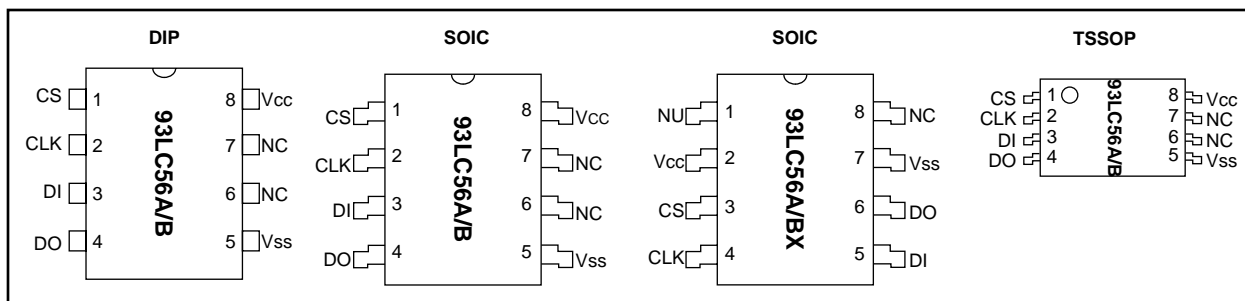 DIP
CS 1 8 Vcc
CLK 2 7 NC
DI 3 6 NC
DO 4 5 Vss
93LC56A/B
SOIC
CS 1 8 Vcc
CLK 2 7 NC
DI 3 6 NC
DO 4 5 Vss
93LC56A/B
SOIC
NU 1 8 NC
Vcc 2 7 Vss
CS 3 6 DO
CLK 4 5 DI
93LC56A/BX
TSSOP
CS 1 8 Vcc
CLK 2 7 NC
DI 3 6 NC
DO 4 5 Vss
93LC56A/B